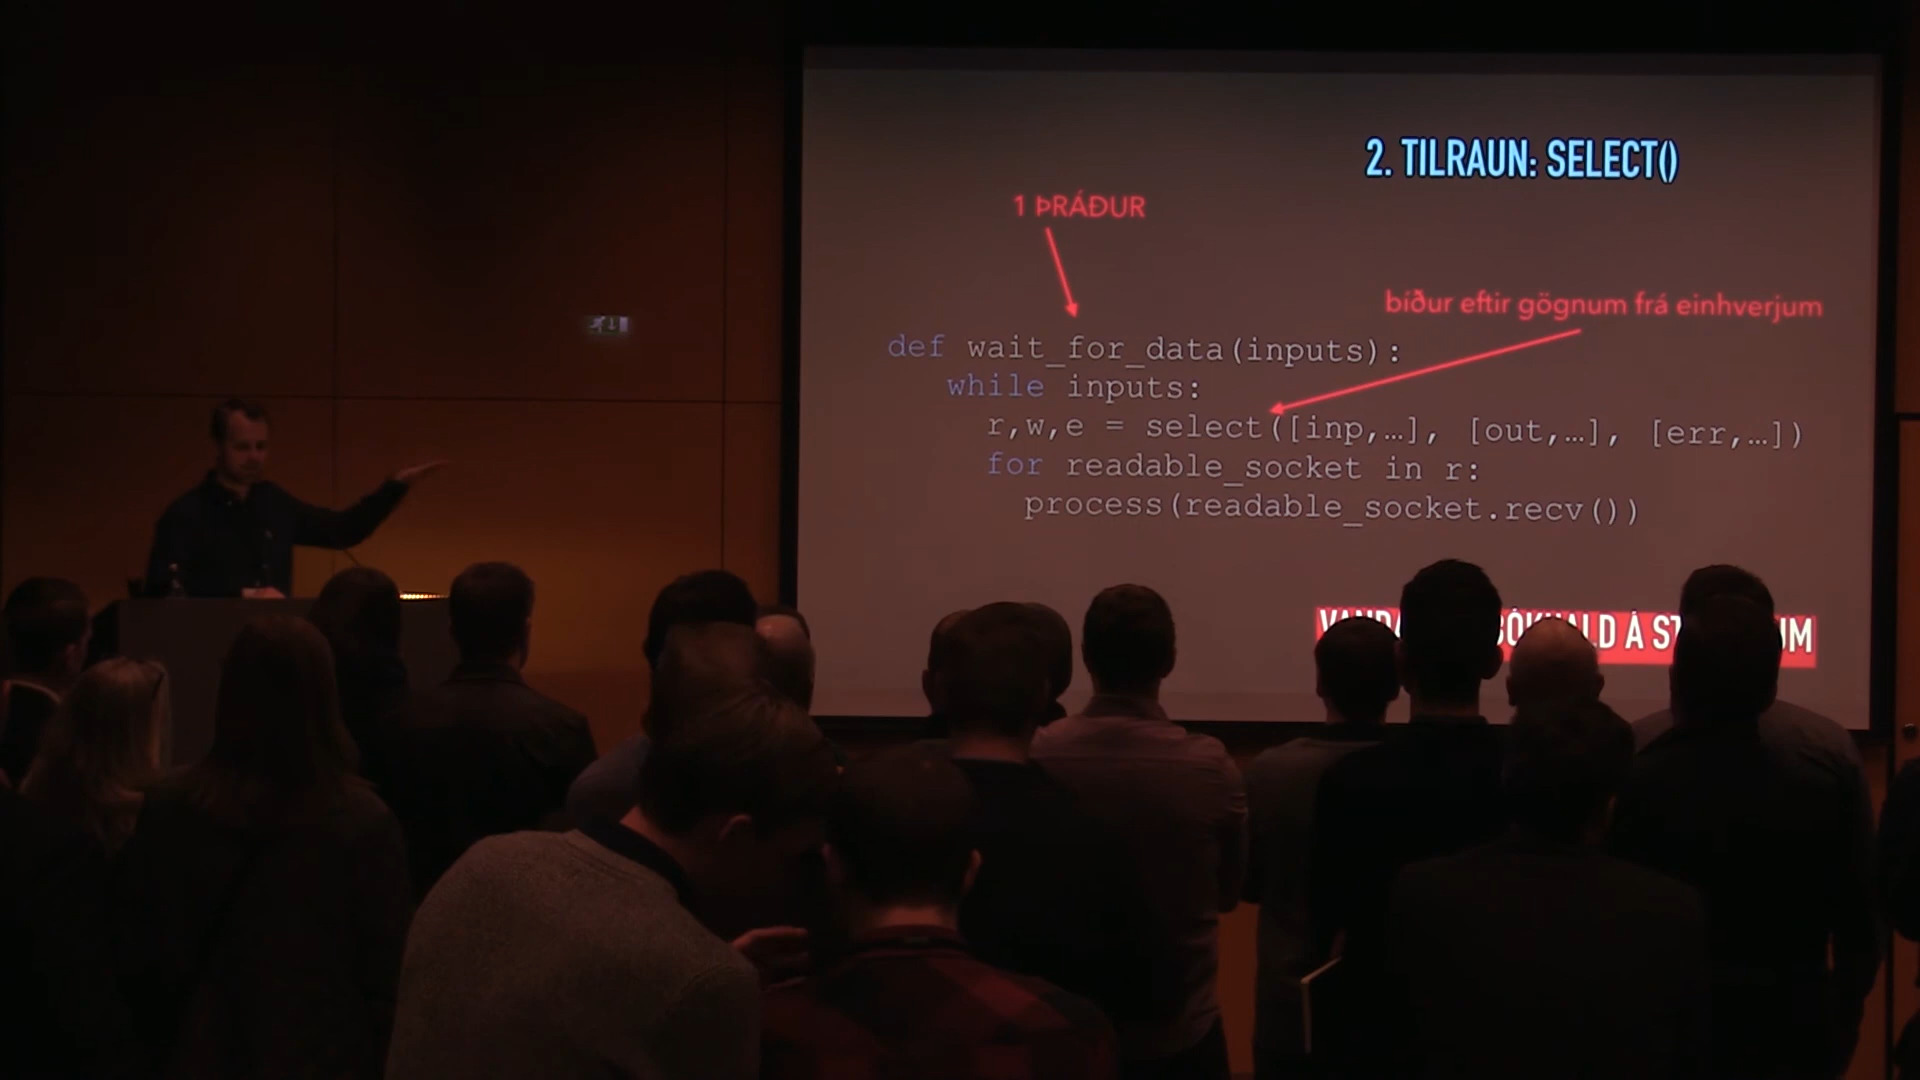 2. TILRAUN: SELECT()
1 ÞRÁÐUR
bíður eftir gögnum frá einhverjum
def wait_for_data(inputs):
while inputs:
r,w,e = select([inp,…], [out,…], [err,…])
for readable_socket in r:
process(readable_socket.recv())
Á